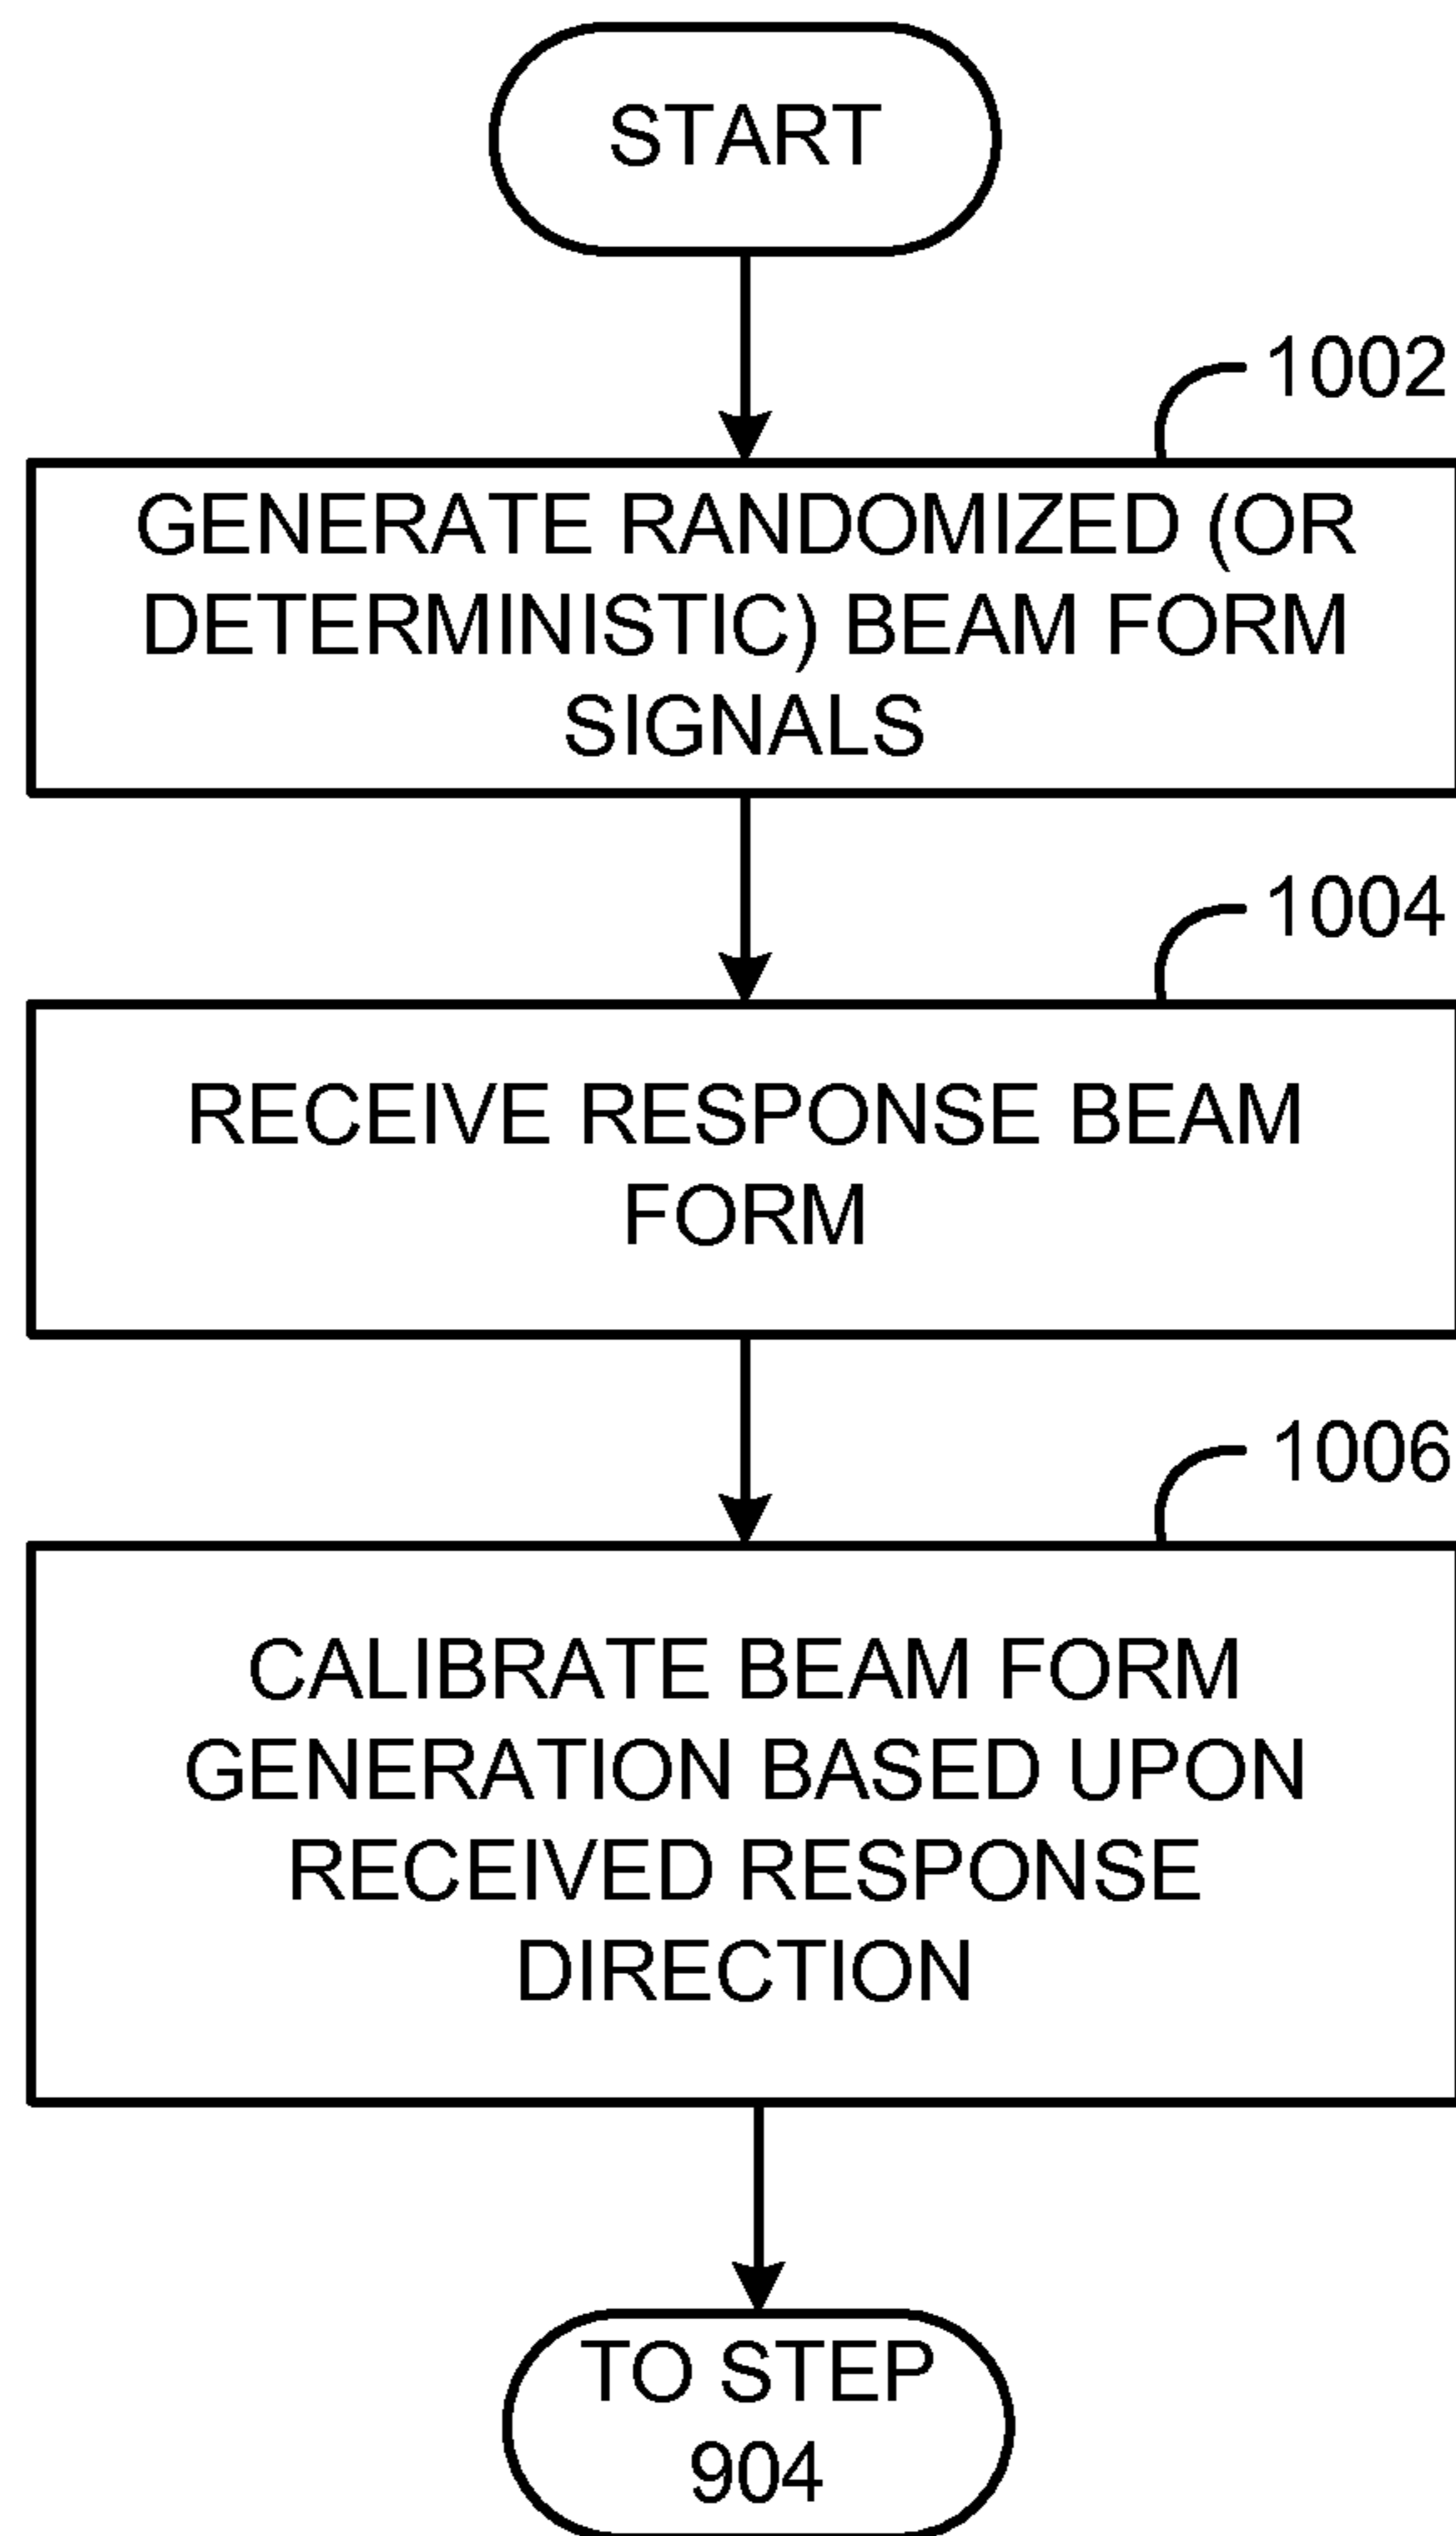 START
1002
GENERATE RANDOMIZED (OR
DETERMINISTIC) BEAM FORM
SIGNALS
1004
RECEIVE RESPONSE BEAM
FORM
1006
CALIBRATE BEAM FORM
GENERATION BASED UPON
RECEIVED RESPONSE
DIRECTION
TO STEP
904